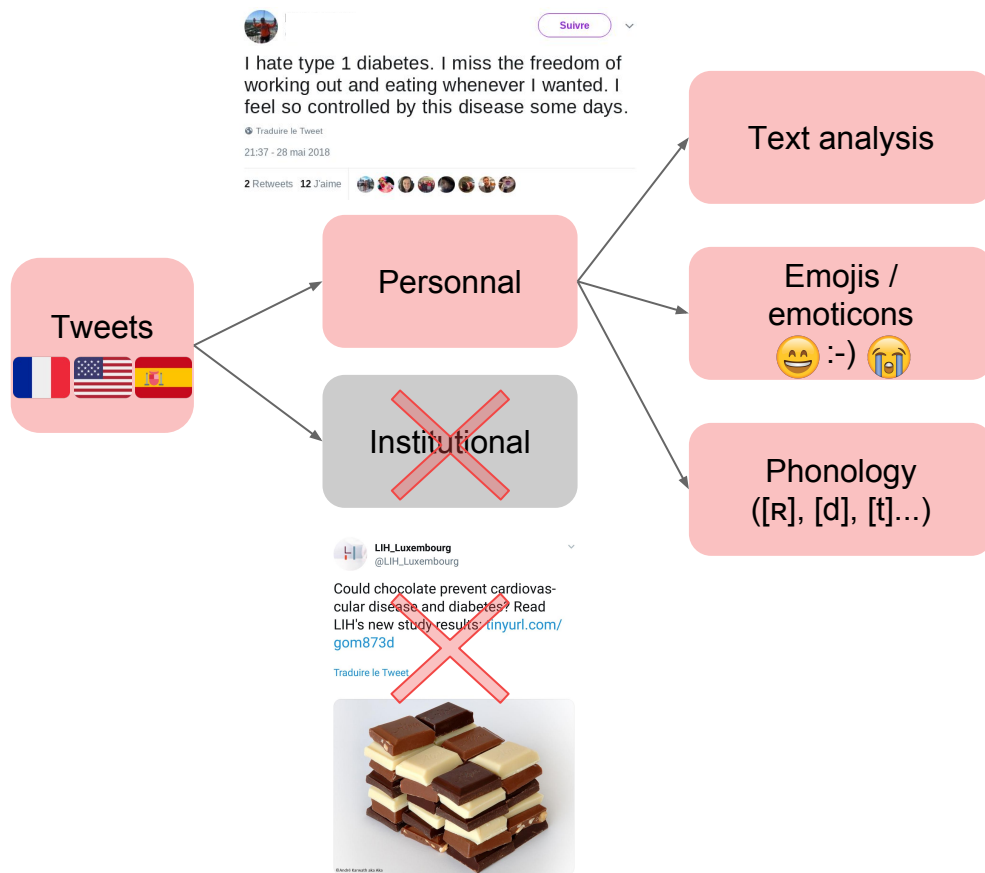 Suivre
I hate type 1 diabetes. I miss the freedom of
working out and eating whenever I wanted. I
feel so controlled by this disease some days.
Traduire le Tweet
21:37 - 28 mai 2018
2 Retweets 12 J'aime
Tweets
Personnal
Institutional
Text analysis
Emojis /
emoticons
:-)
Phonology
([ʀ], [d], [t]...)
LIH_Luxembourg
@LIH_Luxembourg
Could chocolate prevent cardiovas-
cular disease and diabetes? Read
LIH's new study results: tinyurl.com/
gom873d
Traduire le Tweet